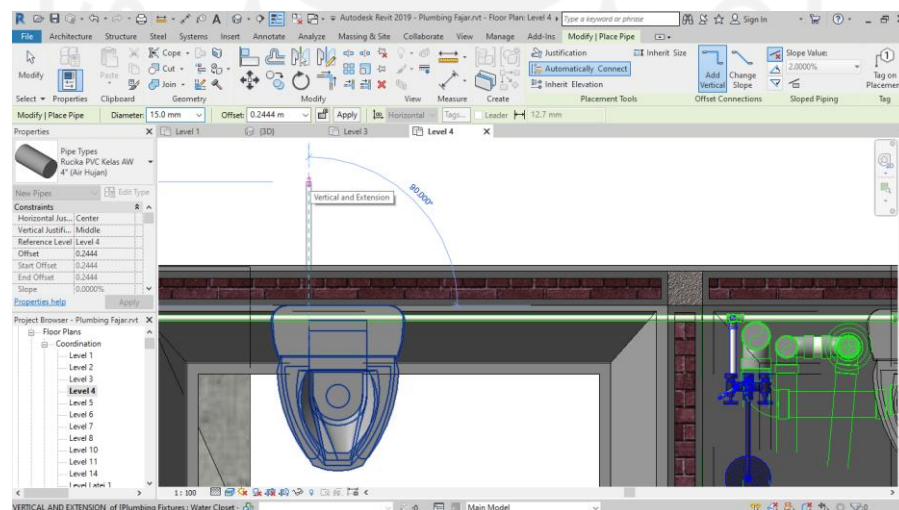 Autodesk Revit 2019 - Plumbing Fajar.rvt - Floor Plan: Level 4
Type a keyword or phrase
Sign In
File Architecture Structure Steel Systems Insert Annotate Analyze Massing & Site Collaborate View Manage Add-Ins Modify | Place Pipe
Cope
Justification
Inherit Size
Slope Value:
Cut
Automatically Connect
2.0000%
Modify
Paste
Join
Inherit Elevation
Add Vertical
Change Slope
Tag on Placement
Select Properties Clipboard Geometry Modify View Measure Create Placement Tools Offset Connections Sloped Piping Tag
Modify | Place Pipe Diameter: 15.0 mm Offset: 0.2444 m Apply Horizontal Tags... Leader 12.7 mm
Properties
Level 1 {3D} Level 3 Level 4
Pipe Types
Rucika PVC Kelas AW
4" (Air Hujan)
New Pipes Edit Type
Constraints
Horizontal Jus... Center
Vertical Justifi... Middle
Reference Level Level 4
Offset 0.2444
Start Offset 0.2444
End Offset 0.2444
Slope 0.0000%
Properties help Apply
90.000°
Vertical and Extension
Project Browser - Plumbing Fajar.rvt
Floor Plans
Coordination
Level 1
Level 2
Level 3
Level 4
Level 5
Level 6
Level 7
Level 8
Level 10
Level 11
Level 14
1 : 100
VERTICAL AND EXTENSION of (Plumbing Fixtures : Water Closet -
:0 Main Model